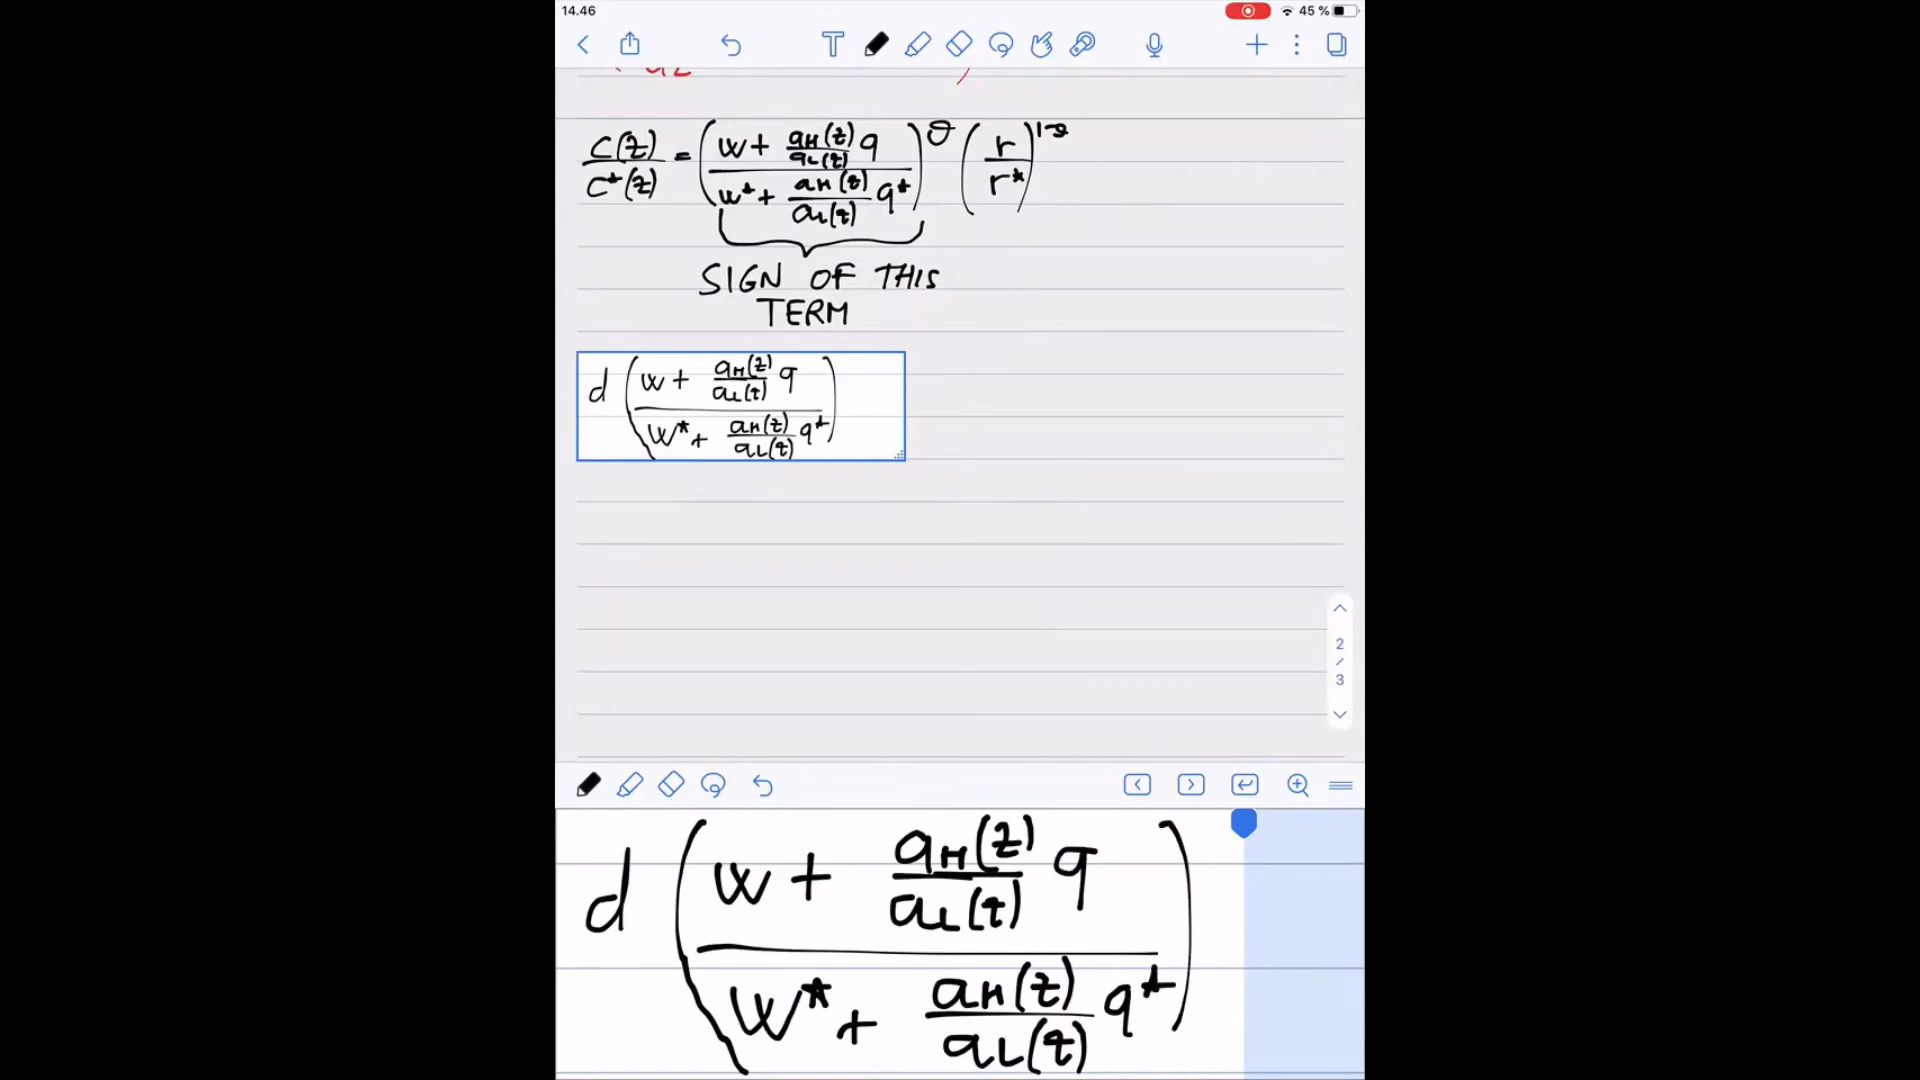 14.46 45 %
T
C(z) / C*(z) = ( (w + aH(z)/aL(z) q) / (w* + aH(z)/aL(z) q*) )^θ ( r / r* )^1-θ
SIGN OF THIS
TERM
d ( (w + aH(z)/aL(z) q) / (w* + aH(z)/aL(z) q*) )
2
/
3
d ( (w + aH(z)/aL(z) q) / (w* + aH(z)/aL(z) q*) )